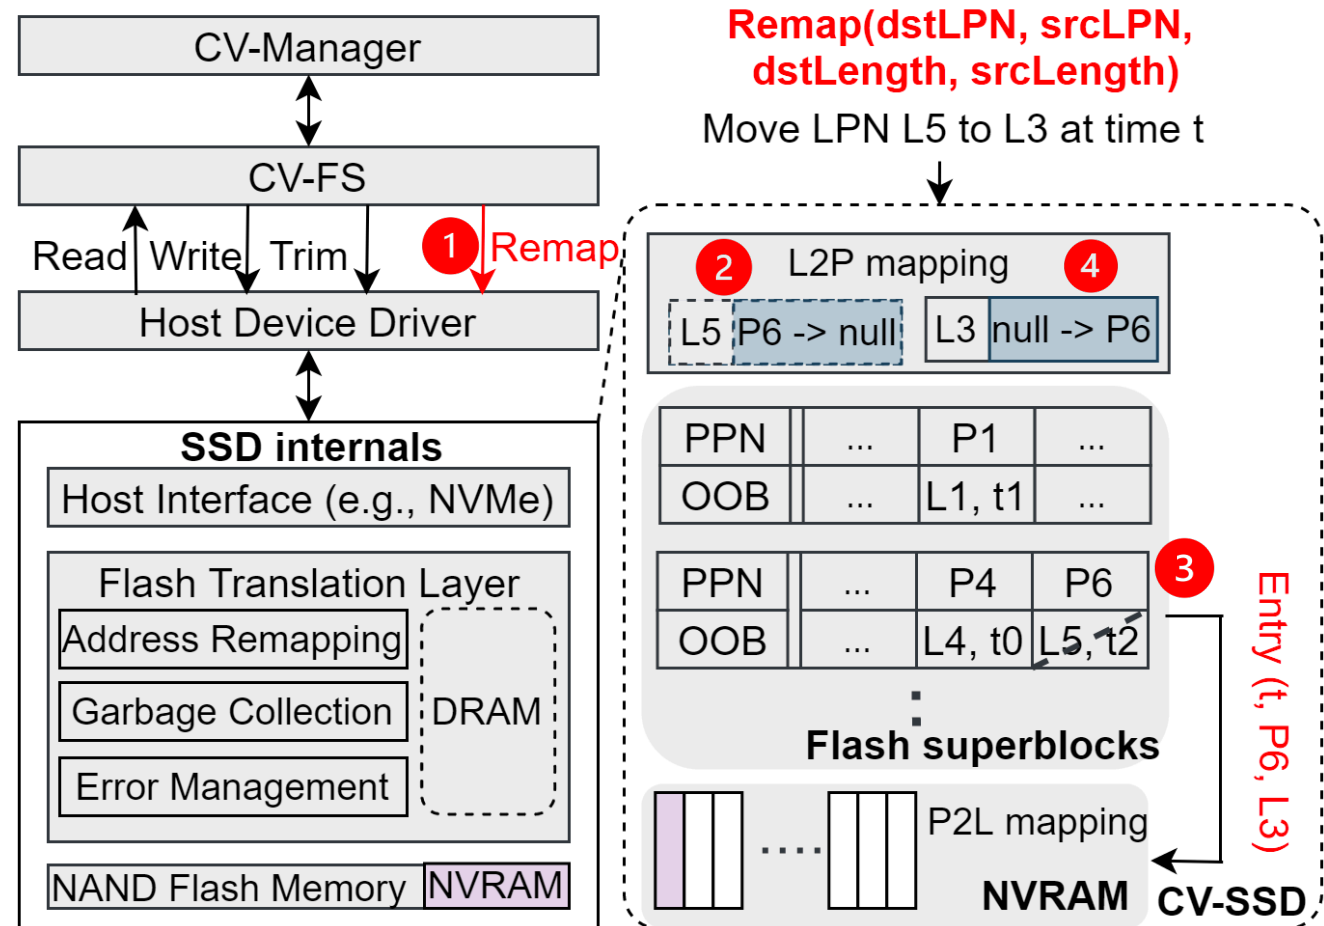 CV-Manager
CV-FS
Read Write Trim 1 Remap
Host Device Driver
SSD internals
Host Interface (e.g., NVMe)
Flash Translation Layer
Address Remapping
Garbage Collection
Error Management
DRAM
NAND Flash Memory NVRAM
Remap(dstLPN, srcLPN,
dstLength, srcLength)
Move LPN L5 to L3 at time t
2 L2P mapping 4
L5 P6 -> null L3 null -> P6
PPN ... P1 ...
OOB ... L1, t1 ...
PPN ... P4 P6
OOB ... L4, t0 L5, t2
3
Flash superblocks
Entry (t, P6, L3)
P2L mapping
NVRAM
CV-SSD